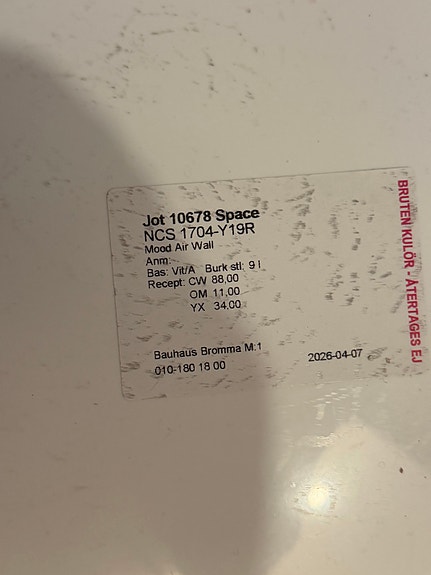 Jot 10678 Space
NCS 1704-Y19R
Mood Air Wall
Anm:
Bas: Vit/A Burk stl: 9 l
Recept: CW 88,00
OM 11,00
YX 34,00
Bauhaus Bromma M:1
2026-04-07
010-180 18 00
BRUTEN KULÖR - ÅTERTAGES EJ